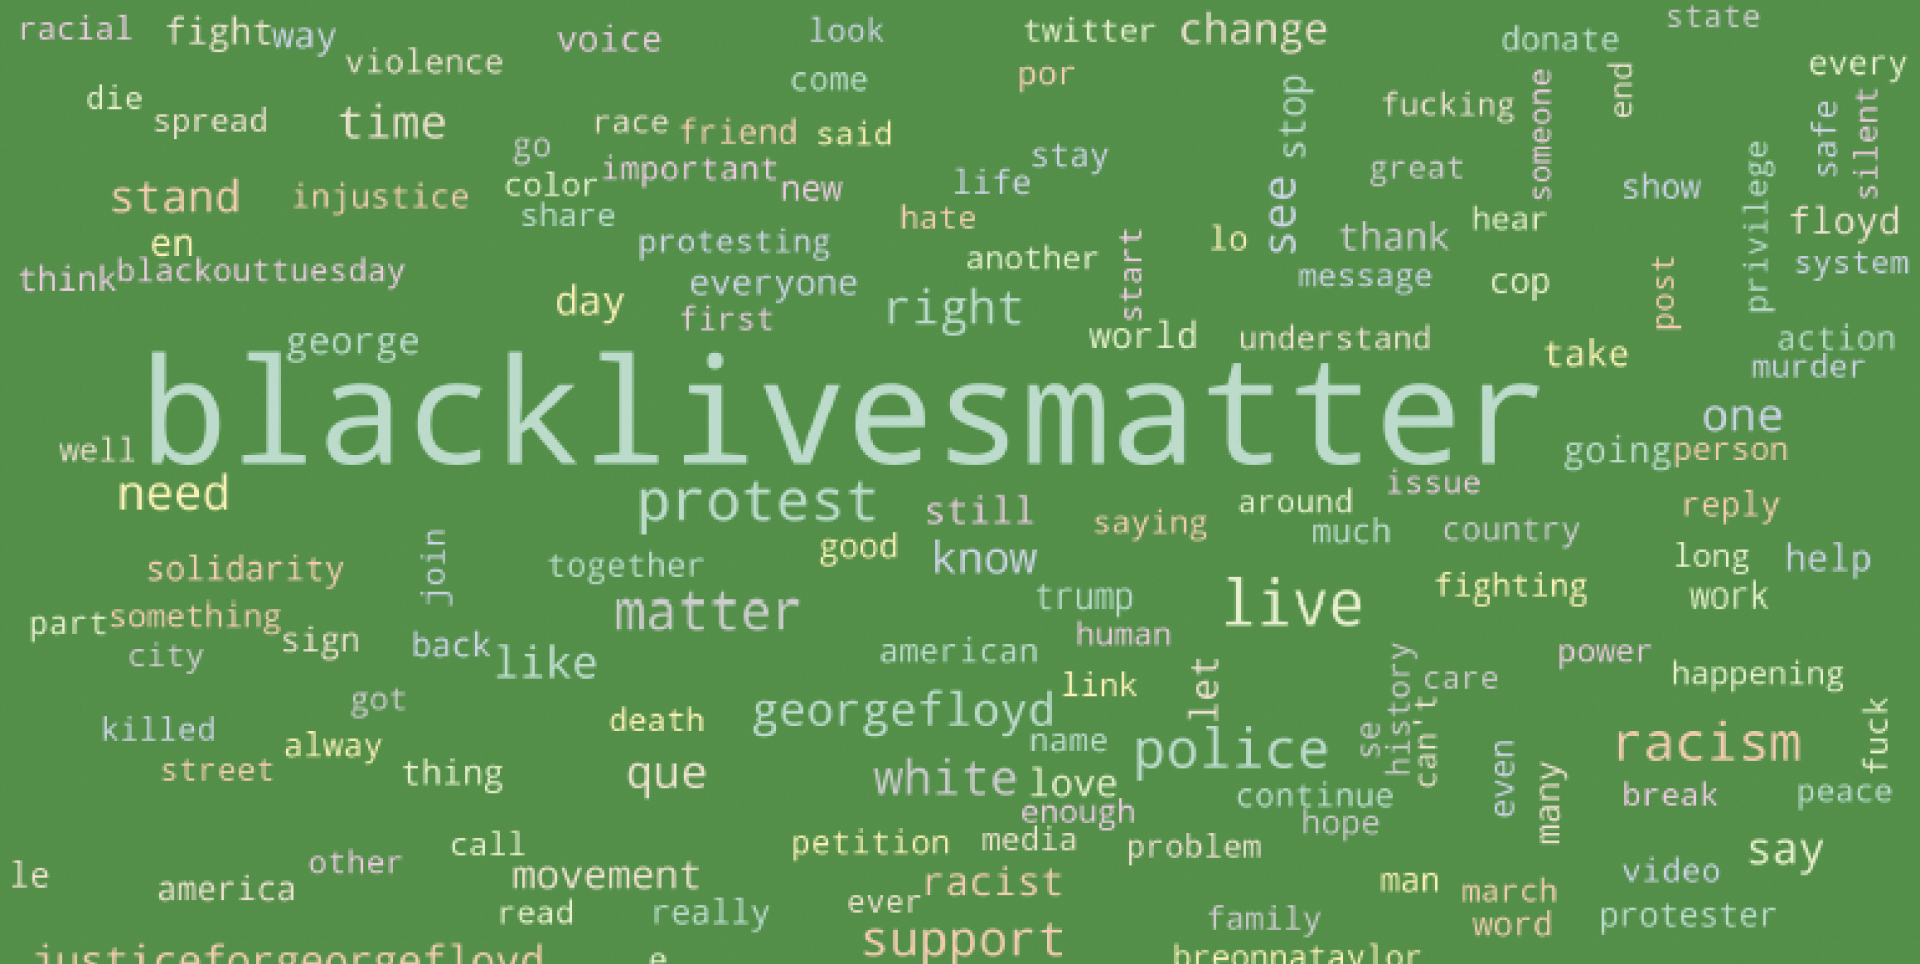 racial fight way violence voice look twitter change donate state
die spread time come por stop fucking someone end every
race friend said safe silent
go important color new life stay see great privilege show
stand injustice share hate hear floyd
en protesting another start lo thank system
think blackouttuesday everyone message cop post
day first right world understand take action
george murder
blacklivesmatter one
well going person
need protest still saying around issue much country reply
solidarity join together good know long help
trump live fighting work
part something sign matter human
city back like american link let history care power happening
got georgefloyd
killed alway death name police se can't even racism fuck
street thing que white love continue many break peace
enough hope
call petition media problem say
le america other movement racist man march video
read really ever family word protester
justiceforgeorgefloyd e support breonnataylor